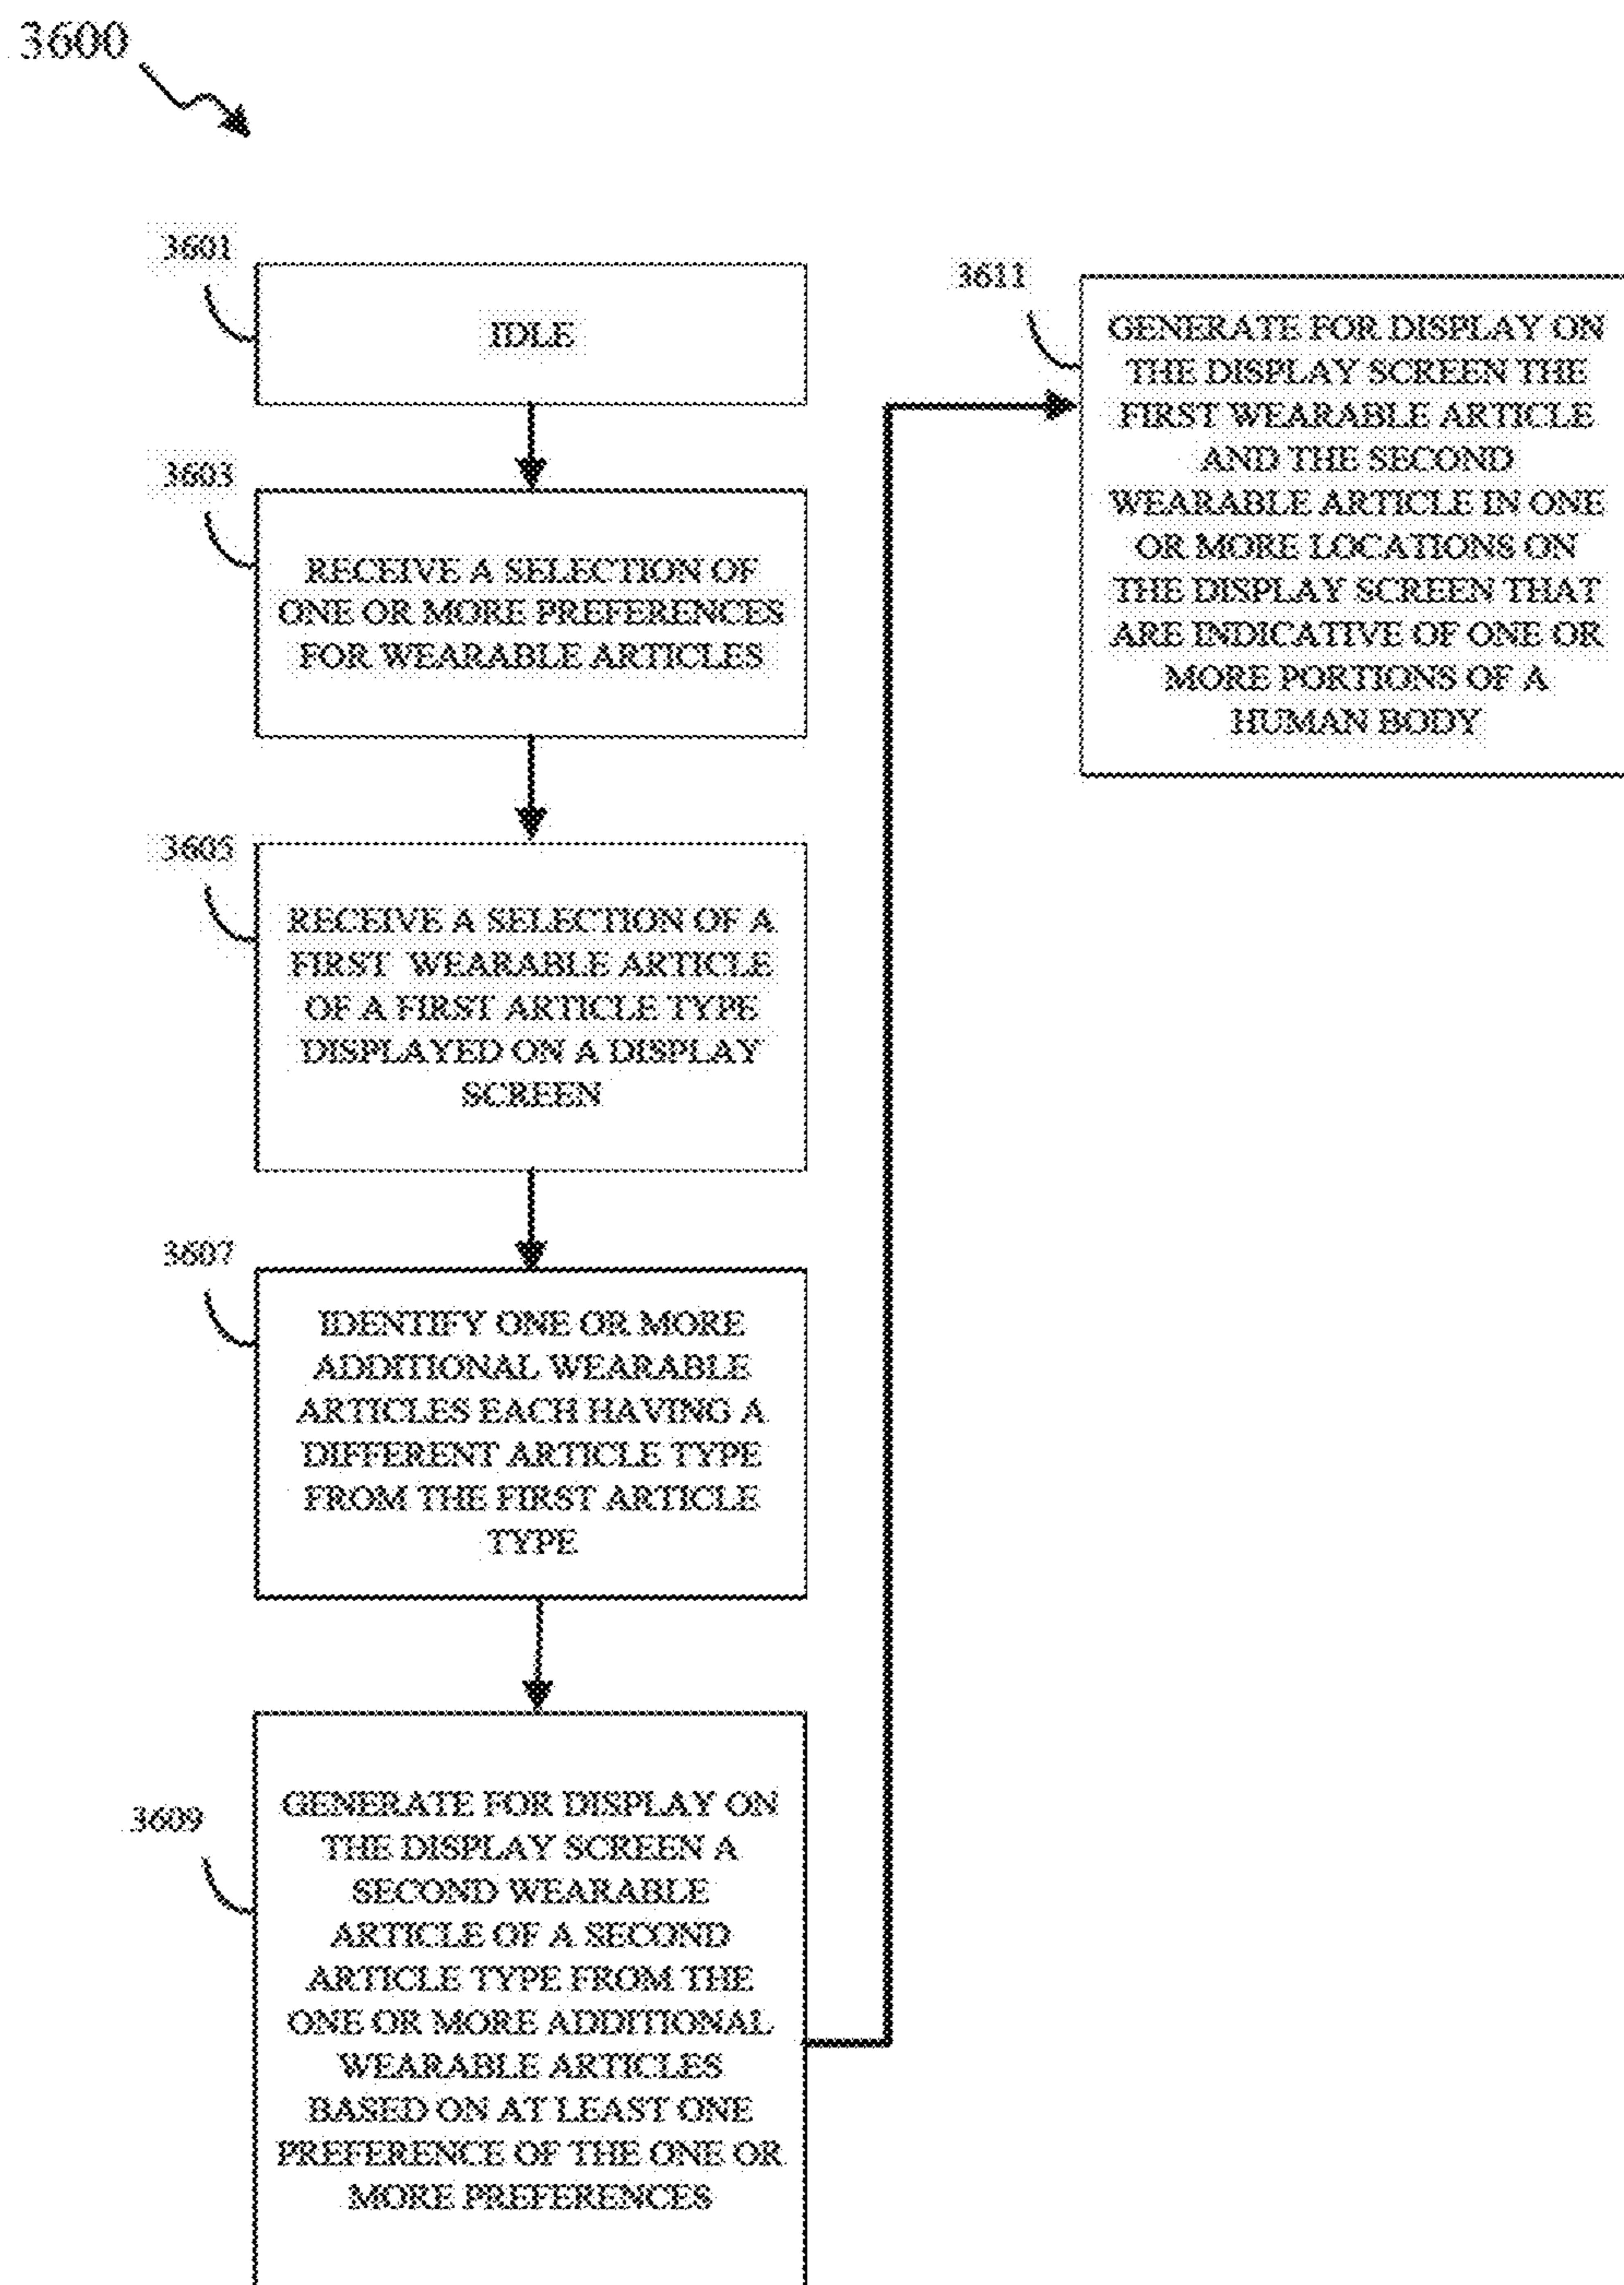 3600
3601
IDLE
3603
RECEIVE A SELECTION OF
ONE OR MORE PREFERENCES
FOR WEARABLE ARTICLES
3605
RECEIVE A SELECTION OF A
FIRST WEARABLE ARTICLE
OF A FIRST ARTICLE TYPE
DISPLAYED ON A DISPLAY
SCREEN
3607
IDENTIFY ONE OR MORE
ADDITIONAL WEARABLE
ARTICLES EACH HAVING A
DIFFERENT ARTICLE TYPE
FROM THE FIRST ARTICLE
TYPE
3609
GENERATE FOR DISPLAY ON
THE DISPLAY SCREEN A
SECOND WEARABLE
ARTICLE OF A SECOND
ARTICLE TYPE FROM THE
ONE OR MORE ADDITIONAL
WEARABLE ARTICLES
BASED ON AT LEAST ONE
PREFERENCE OF THE ONE OR
MORE PREFERENCES
3611
GENERATE FOR DISPLAY ON
THE DISPLAY SCREEN THE
FIRST WEARABLE ARTICLE
AND THE SECOND
WEARABLE ARTICLE IN ONE
OR MORE LOCATIONS ON
THE DISPLAY SCREEN THAT
ARE INDICATIVE OF ONE OR
MORE PORTIONS OF A
HUMAN BODY